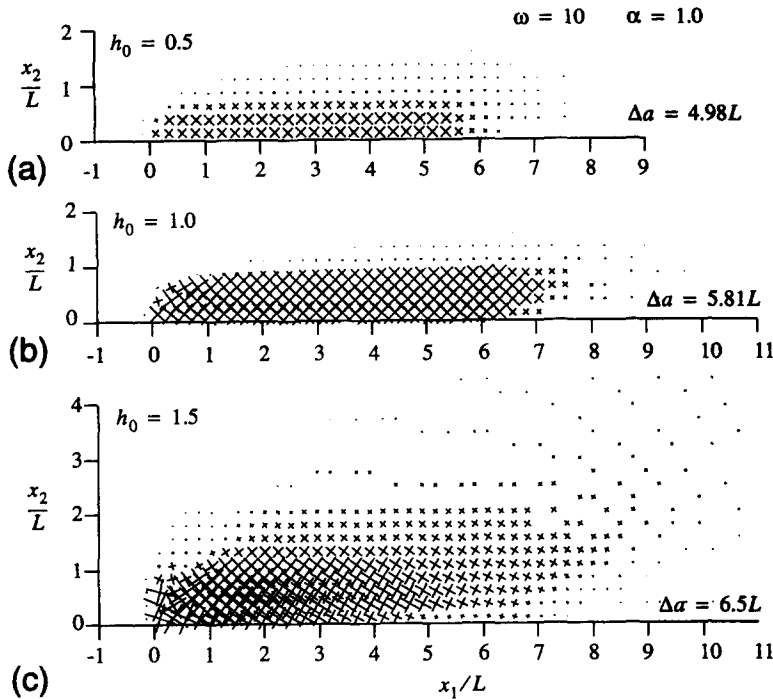 ω = 10 α = 1.0
h₀ = 0.5
x₂/L
2
1
0
Δa = 4.98L
-1 0 1 2 3 4 5 6 7 8 9
(a)
h₀ = 1.0
x₂/L
2
1
0
Δa = 5.81L
-1 0 1 2 3 4 5 6 7 8 9 10 11
(b)
h₀ = 1.5
x₂/L
4
3
2
1
0
Δa = 6.5L
-1 0 1 2 3 4 5 6 7 8 9 10 11
(c)
x₁/L